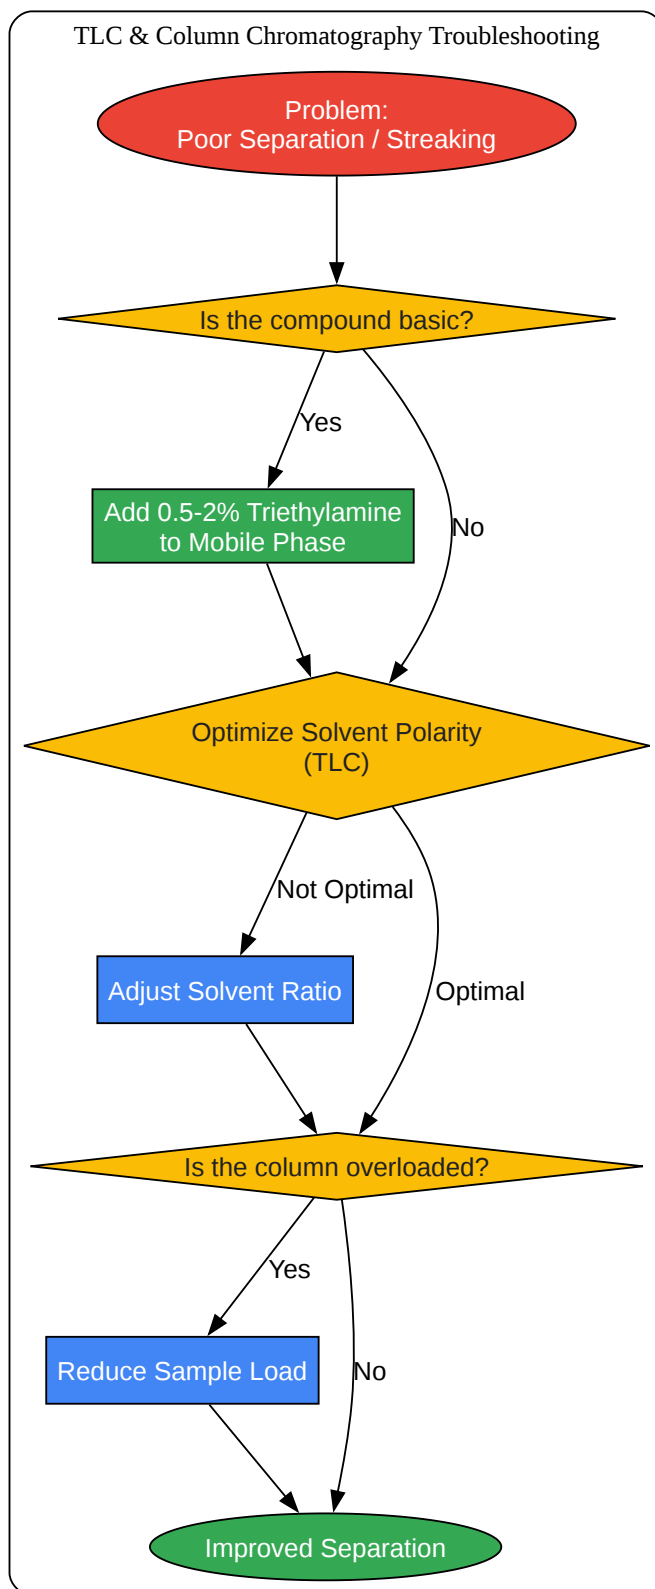 TLC & Column Chromatography Troubleshooting
Problem:
Poor Separation / Streaking
Is the compound basic?
Yes
Add 0.5-2% Triethylamine
to Mobile Phase
No
Optimize Solvent Polarity
(TLC)
Not Optimal
Adjust Solvent Ratio
Optimal
Is the column overloaded?
Yes
Reduce Sample Load
No
Improved Separation